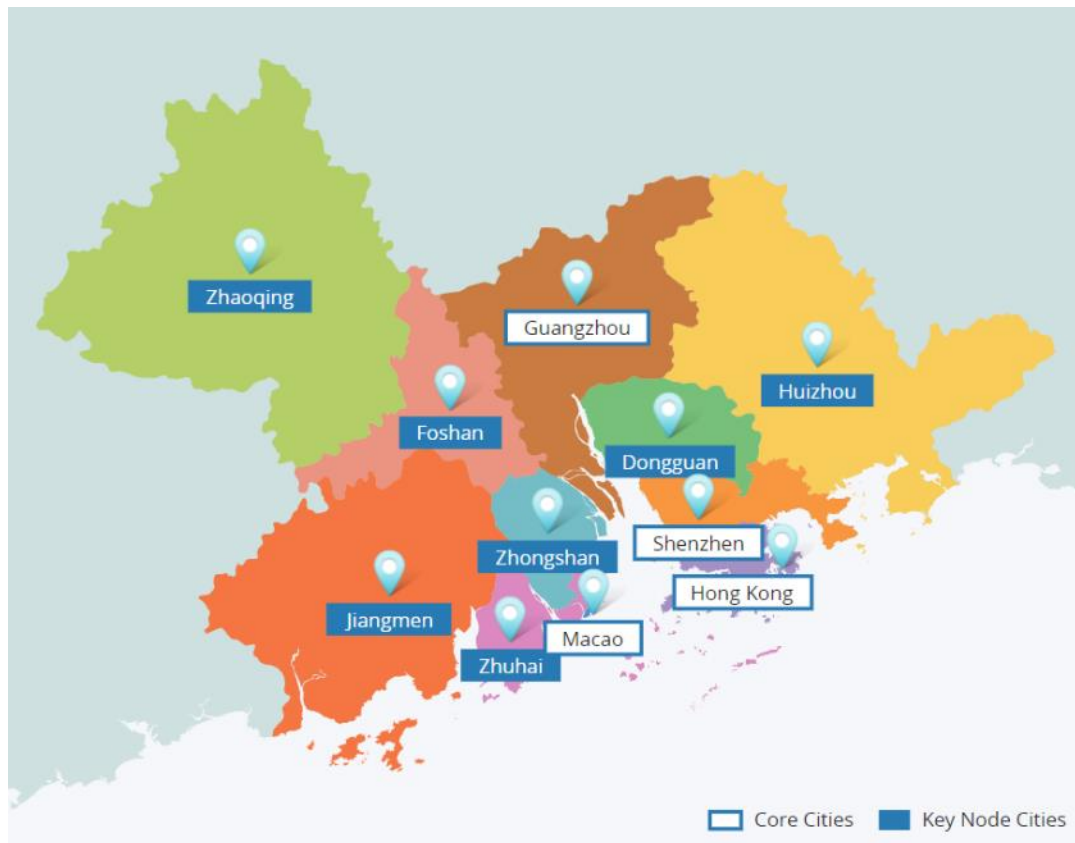 Zhaoqing
Guangzhou
Huizhou
Foshan
Dongguan
Shenzhen
Zhongshan
Hong Kong
Jiangmen
Macao
Zhuhai
Core Cities
Key Node Cities